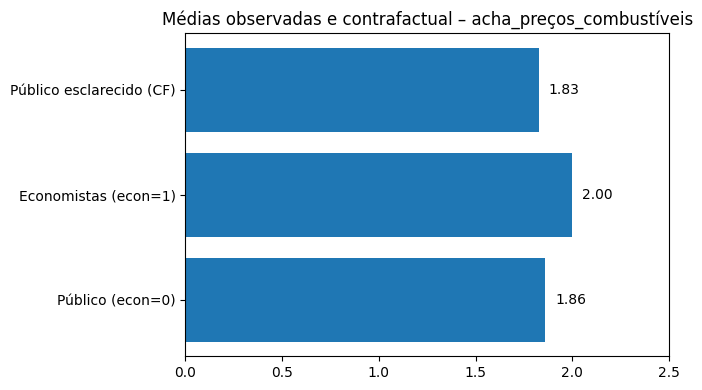 Médias observadas e contrafactual – acha_preços_combustíveis
Público esclarecido (CF)
1.83
Economistas (econ=1)
2.00
Público (econ=0)
1.86
0.0 0.5 1.0 1.5 2.0 2.5